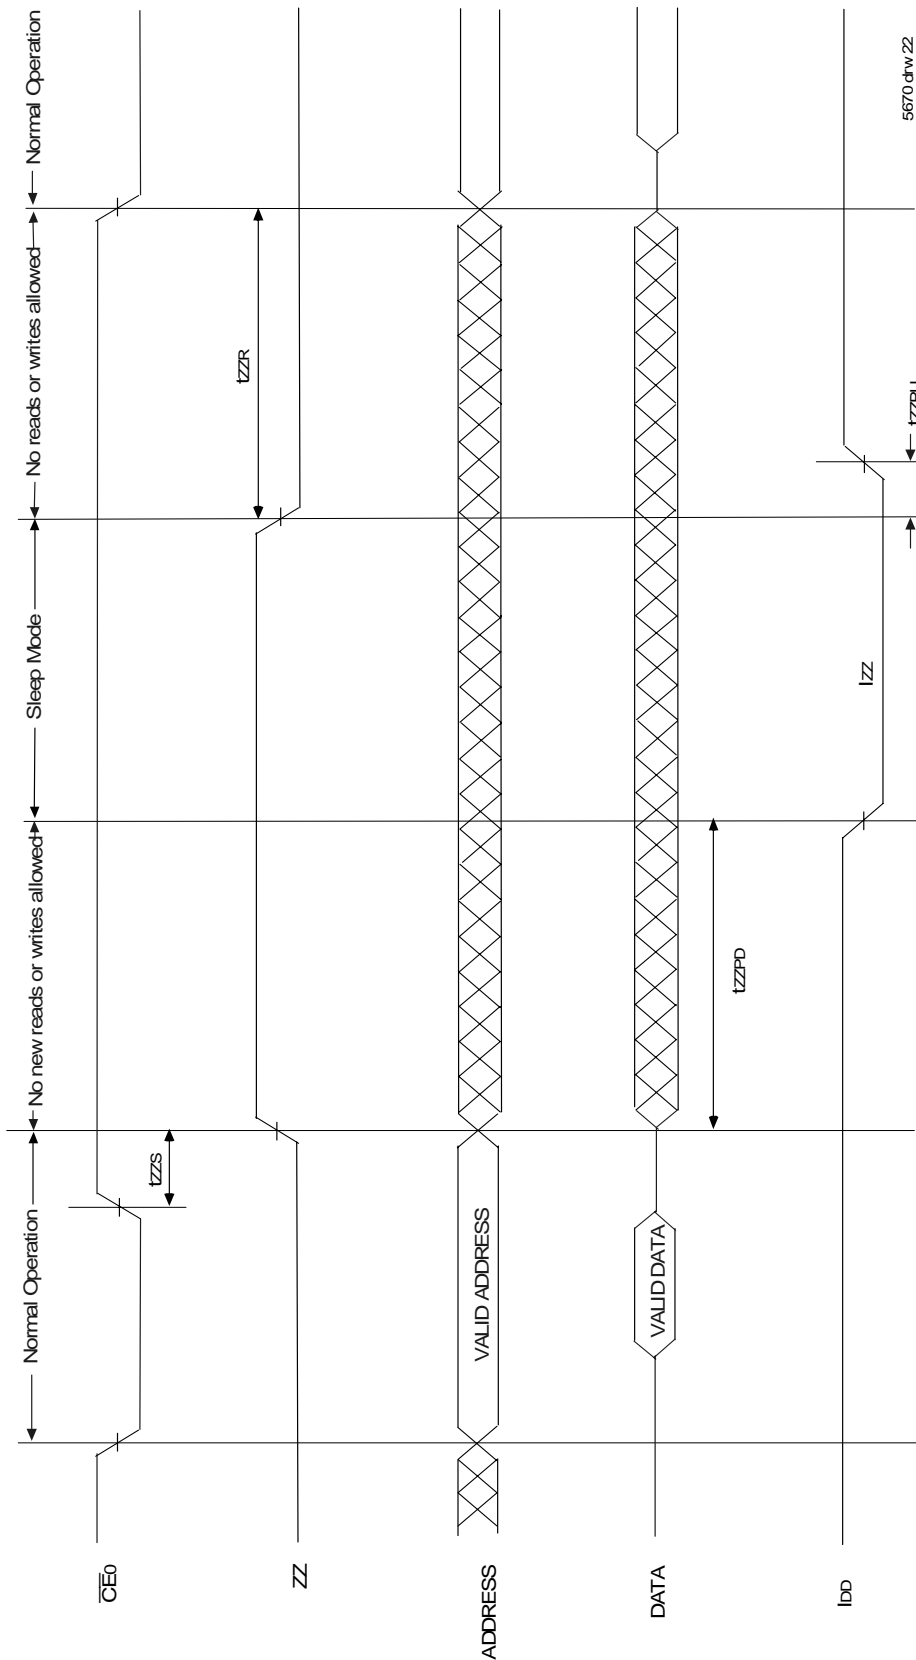 Normal Operation
No new reads or writes allowed
Sleep Mode
No reads or writes allowed
Normal Operation
CE0
tZZS
tZZR
ZZ
ADDRESS
VALID ADDRESS
DATA
VALID DATA
tZZPD
IDD
IZZ
tZZPU
5670 drw 22